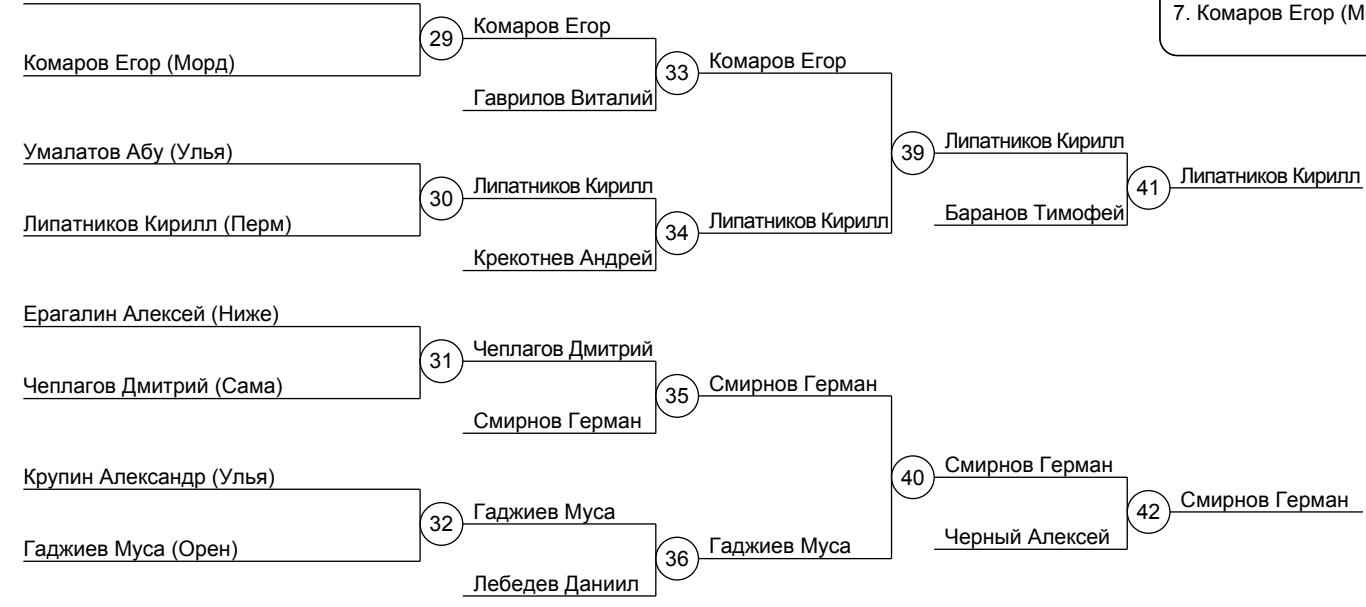 7. Комаров Егор (М
29
Комаров Егор
Комаров Егор (Морд)
33
Комаров Егор
Гаврилов Виталий
Умалатов Абу (Улья)
39
Липатников Кирилл
30
Липатников Кирилл
41
Липатников Кирилл
Липатников Кирилл (Перм)
34
Липатников Кирилл
Баранов Тимофей
Крекотнев Андрей
Ерагалин Алексей (Ниже)
31
Чеплагов Дмитрий
Чеплагов Дмитрий (Сама)
35
Смирнов Герман
Смирнов Герман
Крупин Александр (Улья)
40
Смирнов Герман
32
Гаджиев Муса
42
Смирнов Герман
Гаджиев Муса (Орен)
36
Гаджиев Муса
Черный Алексей
Лебедев Даниил